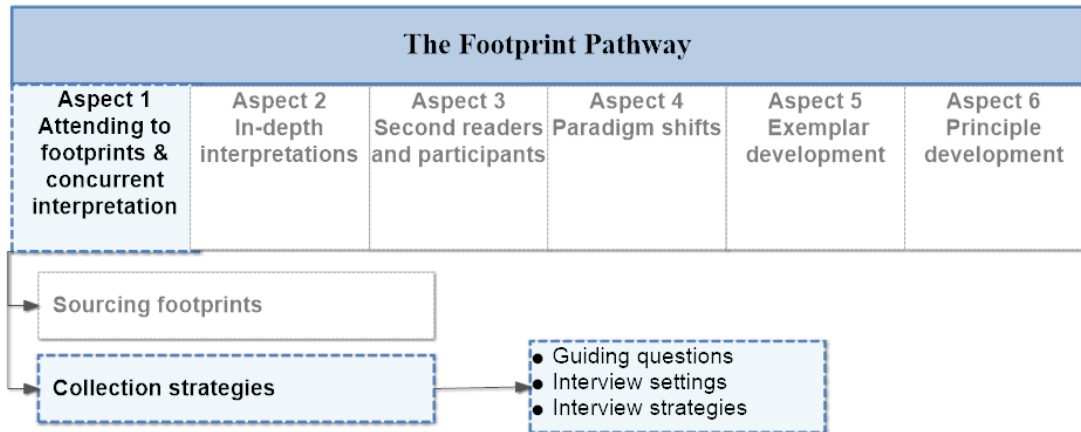 The Footprint Pathway
Aspect 1
Attending to
footprints &
concurrent
interpretation
Aspect 2
In-depth
interpretations
Aspect 3
Second readers
and participants
Aspect 4
Paradigm shifts
Aspect 5
Exemplar
development
Aspect 6
Principle
development
Sourcing footprints
Collection strategies
● Guiding questions
● Interview settings
● Interview strategies